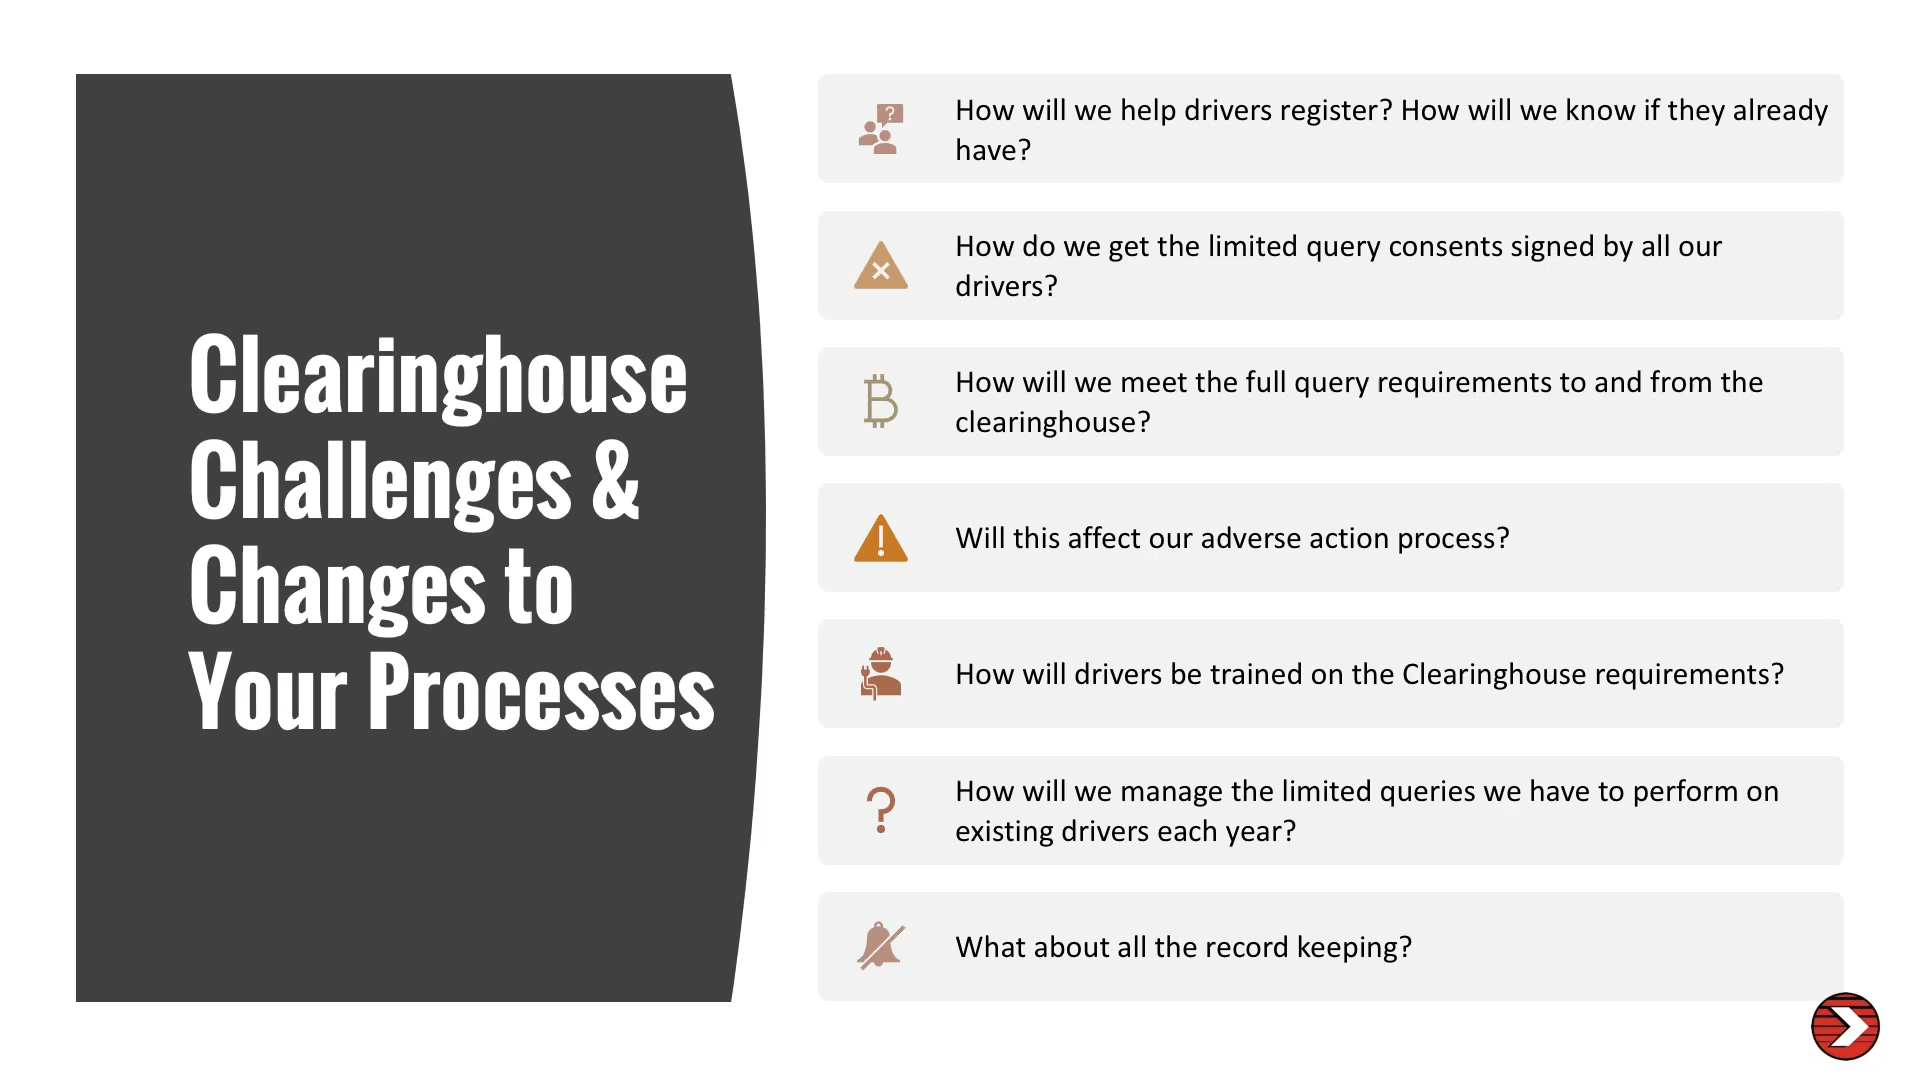 Clearinghouse
Challenges &
Changes to
Your Processes
How will we help drivers register? How will we know if they already
have?
How do we get the limited query consents signed by all our
drivers?
How will we meet the full query requirements to and from the
clearinghouse?
Will this affect our adverse action process?
How will drivers be trained on the Clearinghouse requirements?
How will we manage the limited queries we have to perform on
existing drivers each year?
What about all the record keeping?